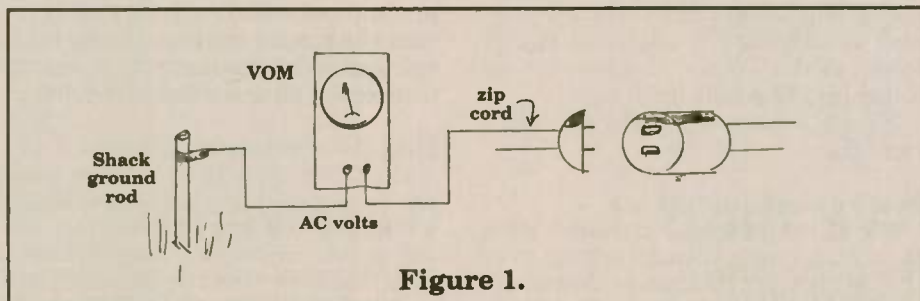 VOM
zip
cord
Shack
ground
rod
AC volts
Figure 1.